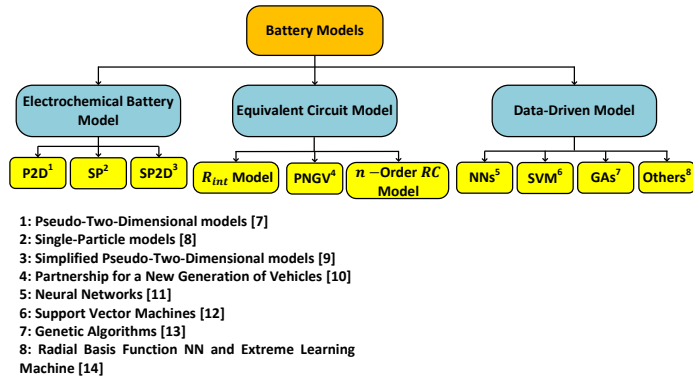 Battery Models
Electrochemical Battery
Model
Equivalent Circuit Model
Data-Driven Model
P2D¹
SP²
SP2D³
R_int Model
PNGV⁴
n −Order RC
Model
NNs⁵
SVM⁶
GAs⁷
Others⁸
1: Pseudo-Two-Dimensional models [7]
2: Single-Particle models [8]
3: Simplified Pseudo-Two-Dimensional models [9]
4: Partnership for a New Generation of Vehicles [10]
5: Neural Networks [11]
6: Support Vector Machines [12]
7: Genetic Algorithms [13]
8: Radial Basis Function NN and Extreme Learning
Machine [14]